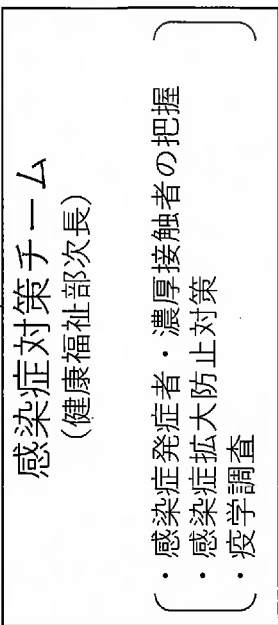 感染症対策チーム
(健康福祉部次長)
・感染症発症者・濃厚接触者の把握
・感染症拡大防止対策
・疫学調査